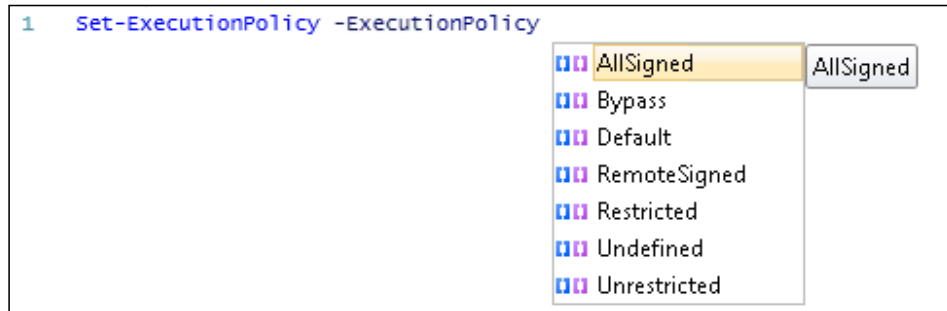 1 Set-ExecutionPolicy -ExecutionPolicy
AllSigned AllSigned
Bypass
Default
RemoteSigned
Restricted
Undefined
Unrestricted